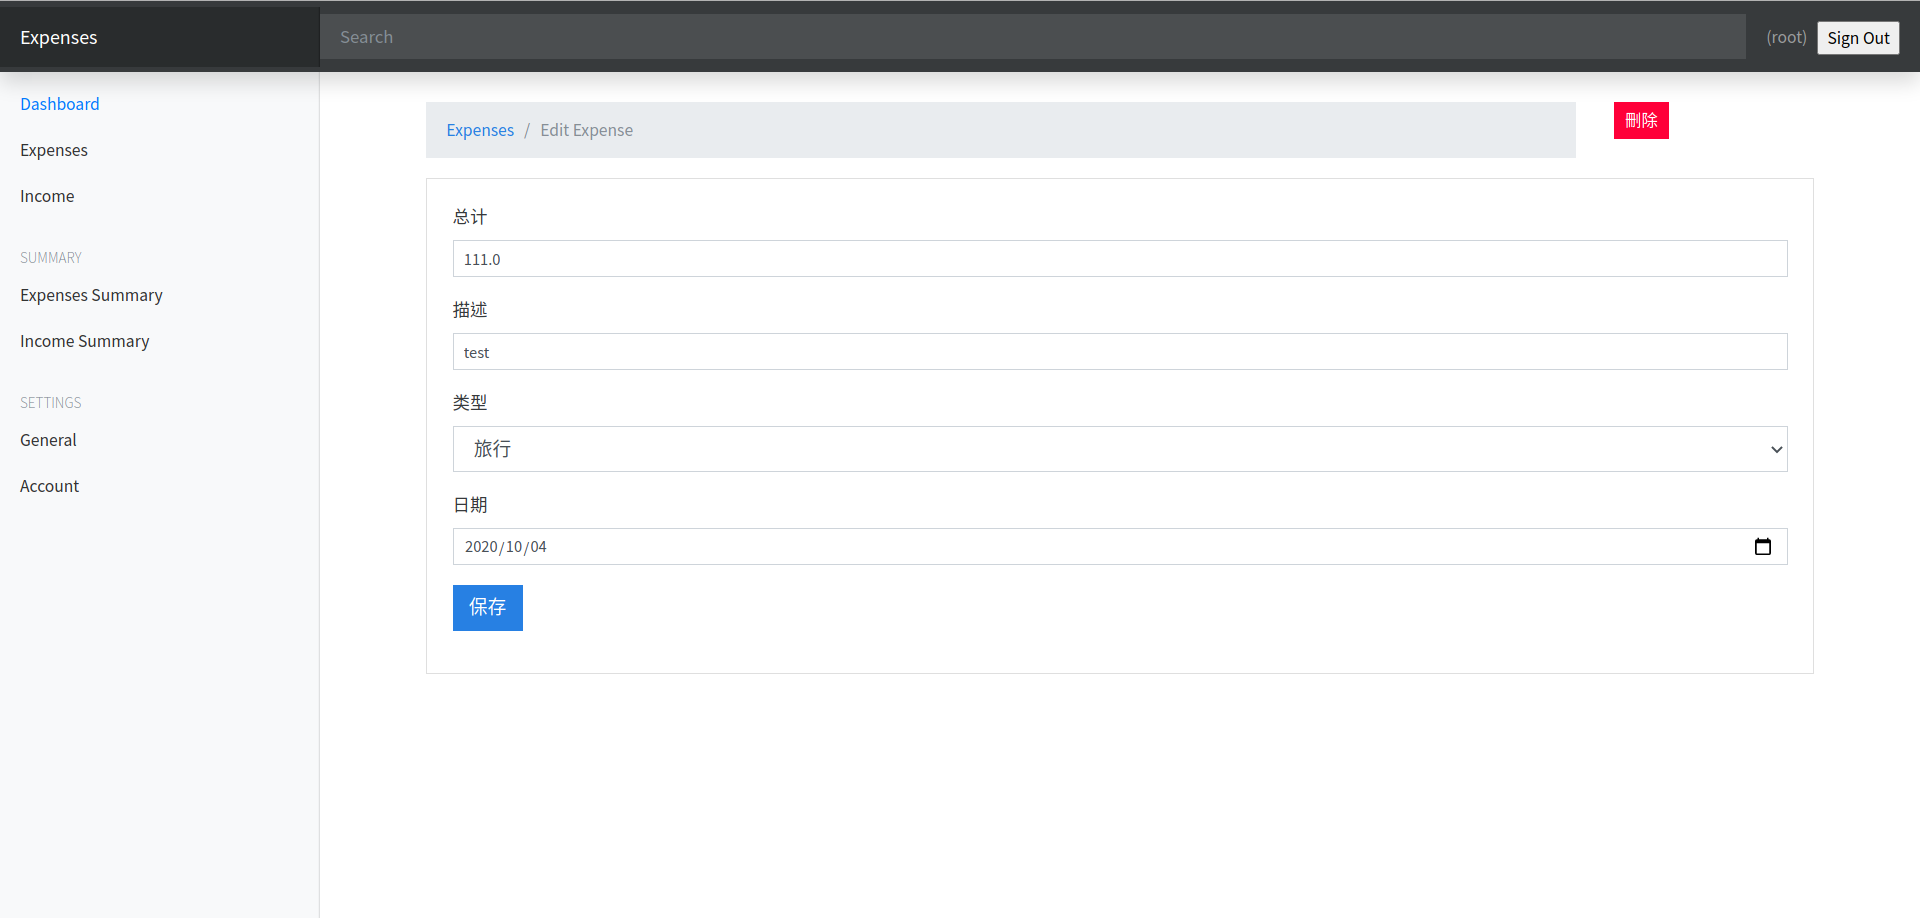 Expenses
Search
(root)
Sign Out
Dashboard
Expenses
Income
SUMMARY
Expenses Summary
Income Summary
SETTINGS
General
Account
Expenses / Edit Expense
刪除
总计
111.0
描述
test
类型
旅行
日期
2020/10/04
保存